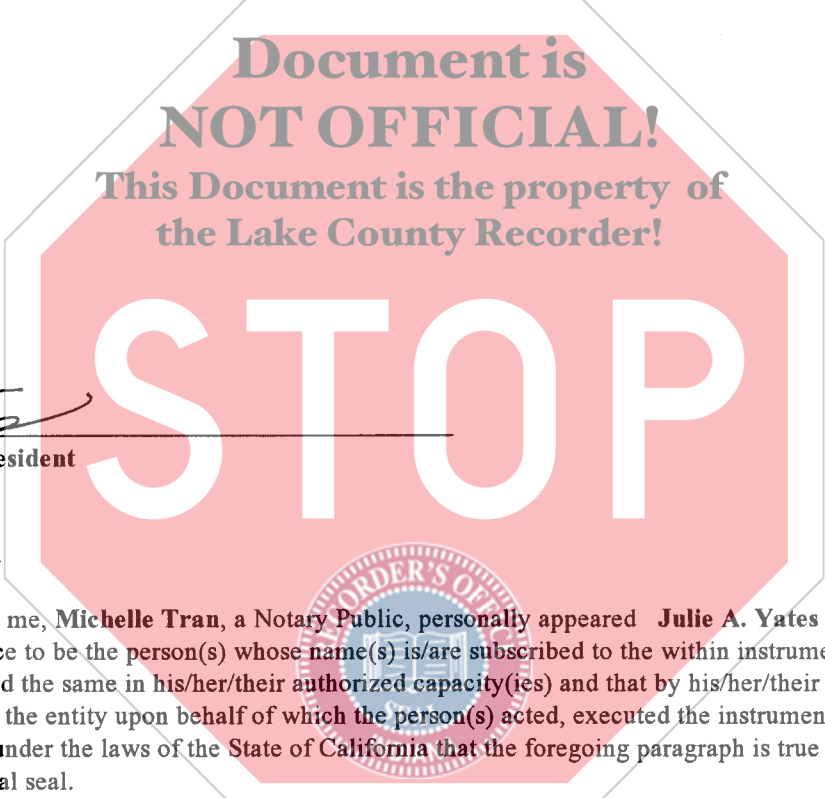 Document is
NOT OFFICIAL!
This Document is the property of
the Lake County Recorder!
STOP
esident
me, Michelle Tran, a Notary Public, personally appeared Julie A. Yates
ce to be the person(s) whose name(s) is/are subscribed to the within instrume
d the same in his/her/their authorized capacity(ies) and that by his/her/their
the entity upon behalf of which the person(s) acted, executed the instrumen
under the laws of the State of California that the foregoing paragraph is true
al seal.
RECORDER'S OFFICE
SEAL
INDIANA